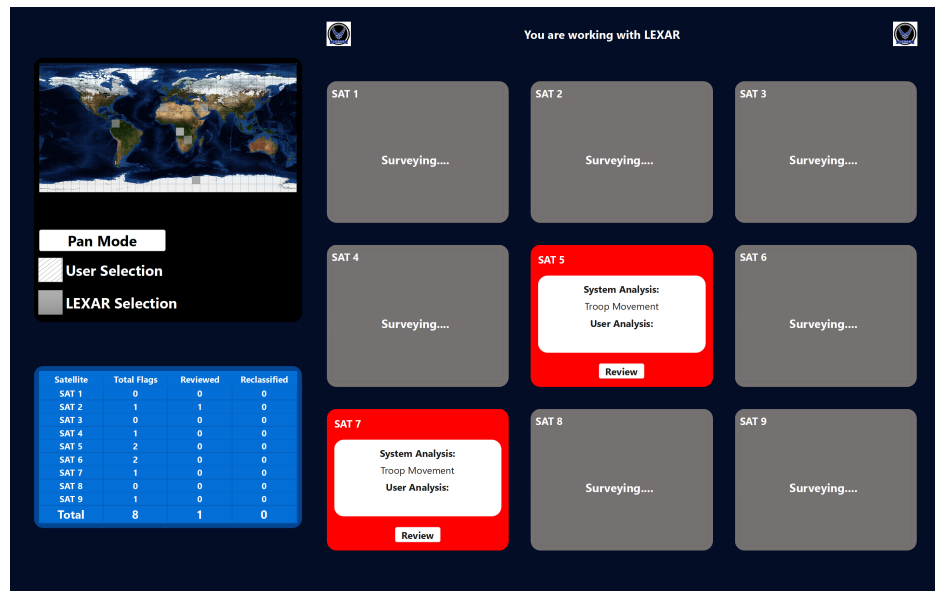 You are working with LEXAR
Pan Mode
User Selection
LEXAR Selection
Satellite Total Flags Reviewed Reclassified
SAT 1 0 0 0
SAT 2 1 1 0
SAT 3 0 0 0
SAT 4 1 0 0
SAT 5 2 0 0
SAT 6 2 0 0
SAT 7 1 0 0
SAT 8 0 0 0
SAT 9 1 0 0
Total 8 1 0
SAT 1
Surveying....
SAT 2
Surveying....
SAT 3
Surveying....
SAT 4
Surveying....
SAT 5
System Analysis:
Troop Movement
User Analysis:
Review
SAT 6
Surveying....
SAT 7
System Analysis:
Troop Movement
User Analysis:
Review
SAT 8
Surveying....
SAT 9
Surveying....